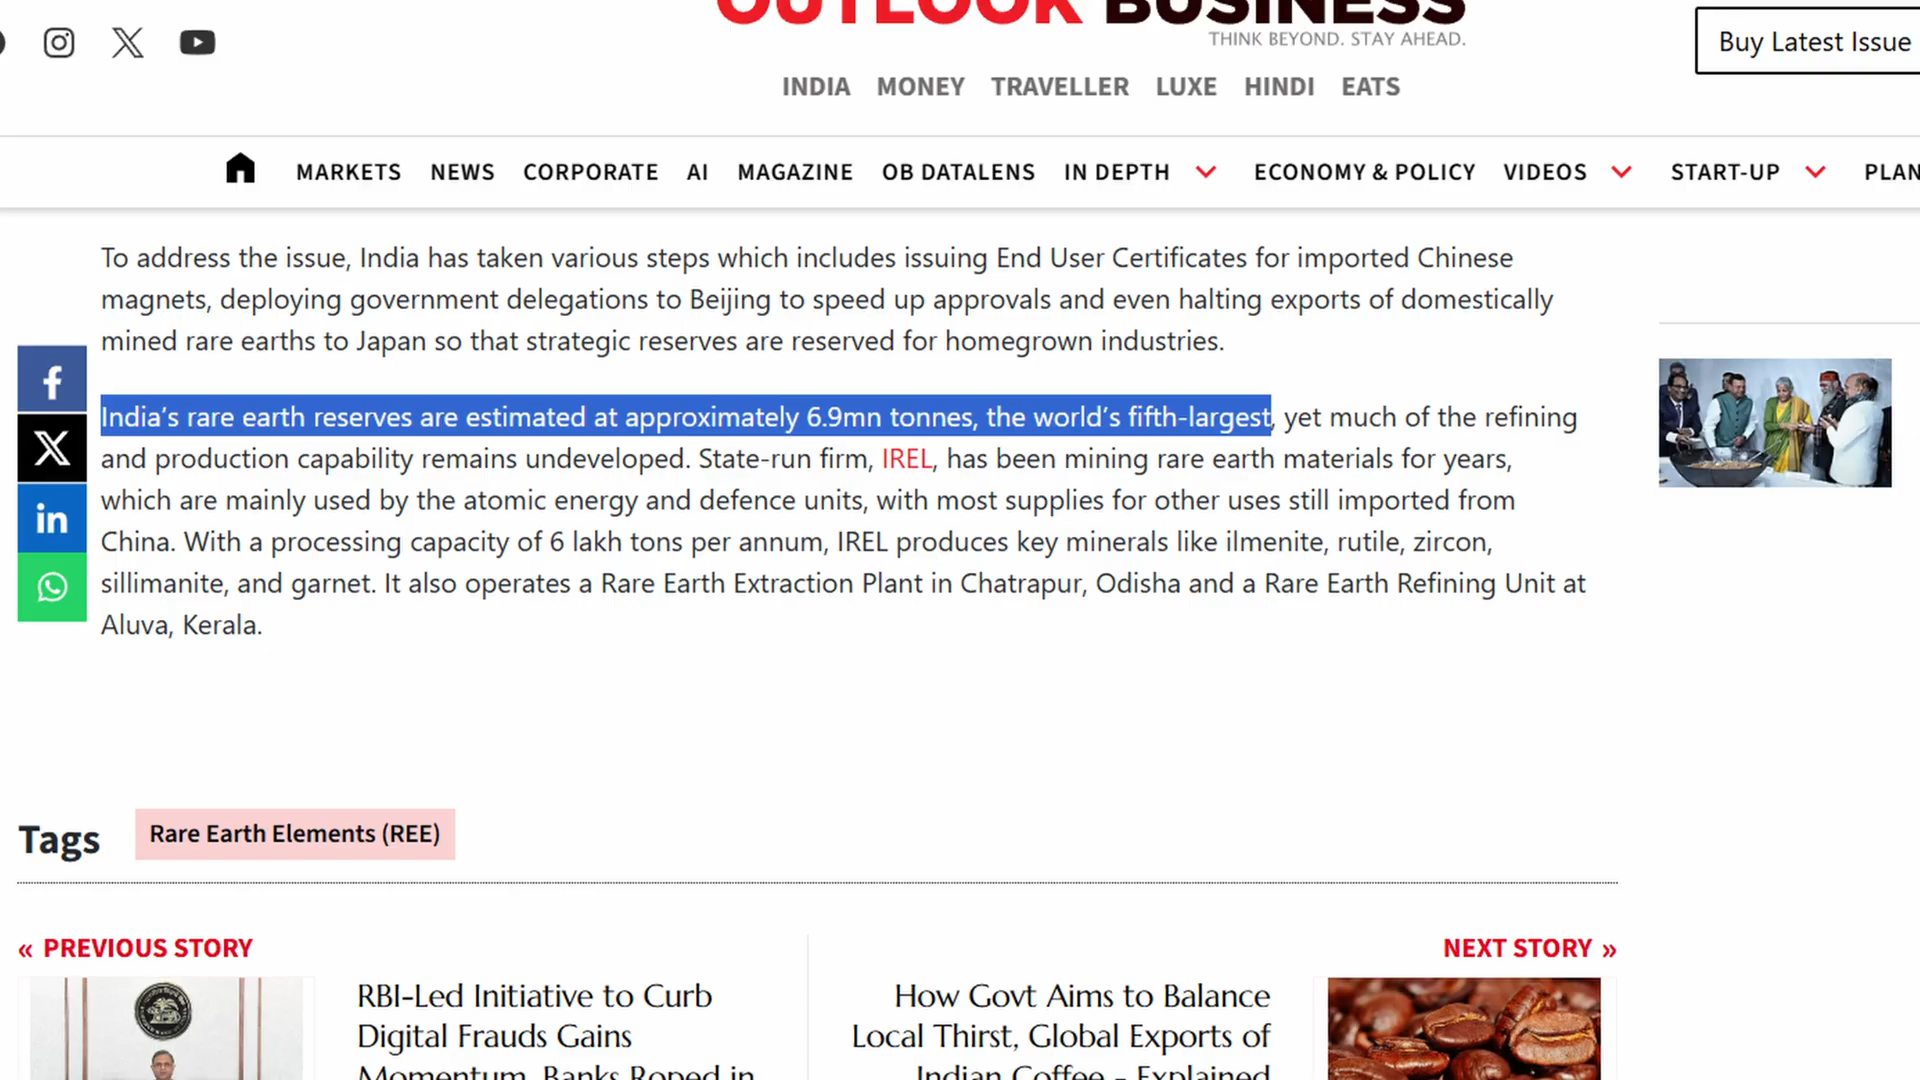 OUTLOOK BUSINESS
THINK BEYOND. STAY AHEAD.
Buy Latest Issue
INDIA MONEY TRAVELLER LUXE HINDI EATS
MARKETS NEWS CORPORATE AI MAGAZINE OB DATALENS IN DEPTH ECONOMY & POLICY VIDEOS START-UP PLAN
To address the issue, India has taken various steps which includes issuing End User Certificates for imported Chinese
magnets, deploying government delegations to Beijing to speed up approvals and even halting exports of domestically
mined rare earths to Japan so that strategic reserves are reserved for homegrown industries.
India’s rare earth reserves are estimated at approximately 6.9mn tonnes, the world’s fifth-largest, yet much of the refining
and production capability remains undeveloped. State-run firm, IREL, has been mining rare earth materials for years,
which are mainly used by the atomic energy and defence units, with most supplies for other uses still imported from
China. With a processing capacity of 6 lakh tons per annum, IREL produces key minerals like ilmenite, rutile, zircon,
sillimanite, and garnet. It also operates a Rare Earth Extraction Plant in Chatrapur, Odisha and a Rare Earth Refining Unit at
Aluva, Kerala.
Tags
Rare Earth Elements (REE)
« PREVIOUS STORY
NEXT STORY »
RBI-Led Initiative to Curb
Digital Frauds Gains
Momentum, Banks Roped in
How Govt Aims to Balance
Local Thirst, Global Exports of
Indian Coffee - Explained